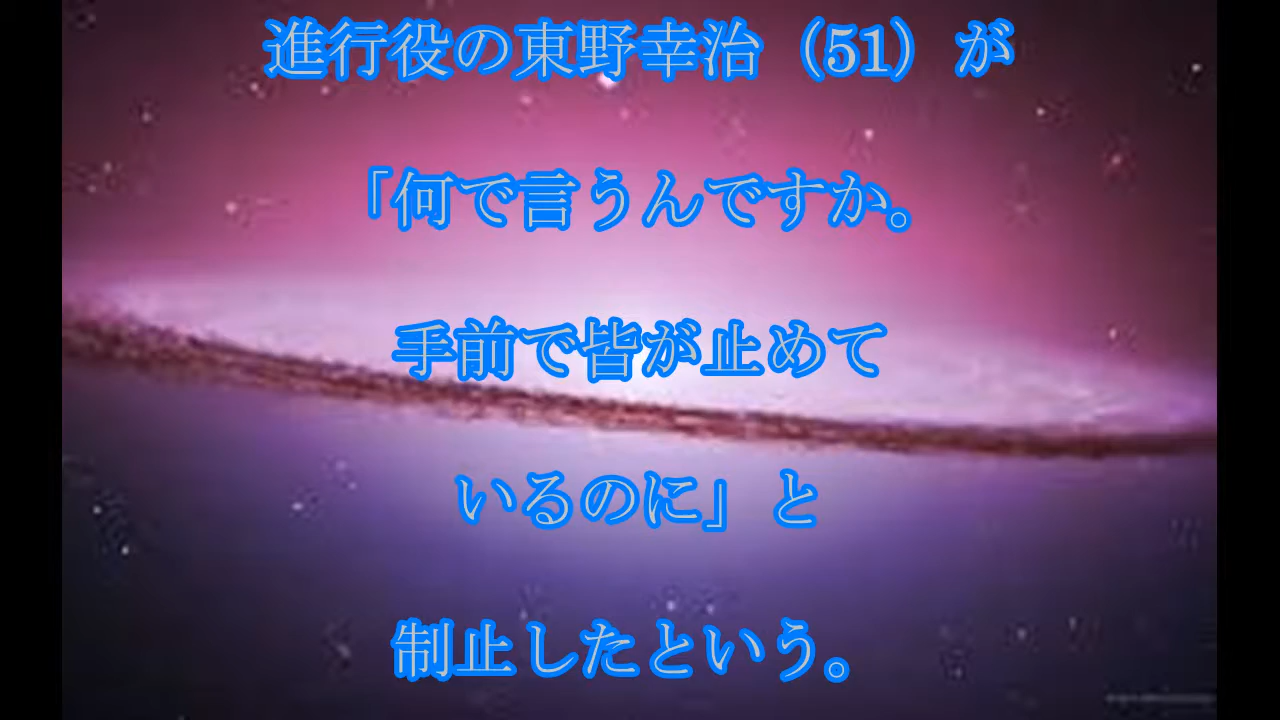 進行役の東野幸治（51）が
「何で言うんですか。
手前で皆が止めて
いるのに」と
制止したという。